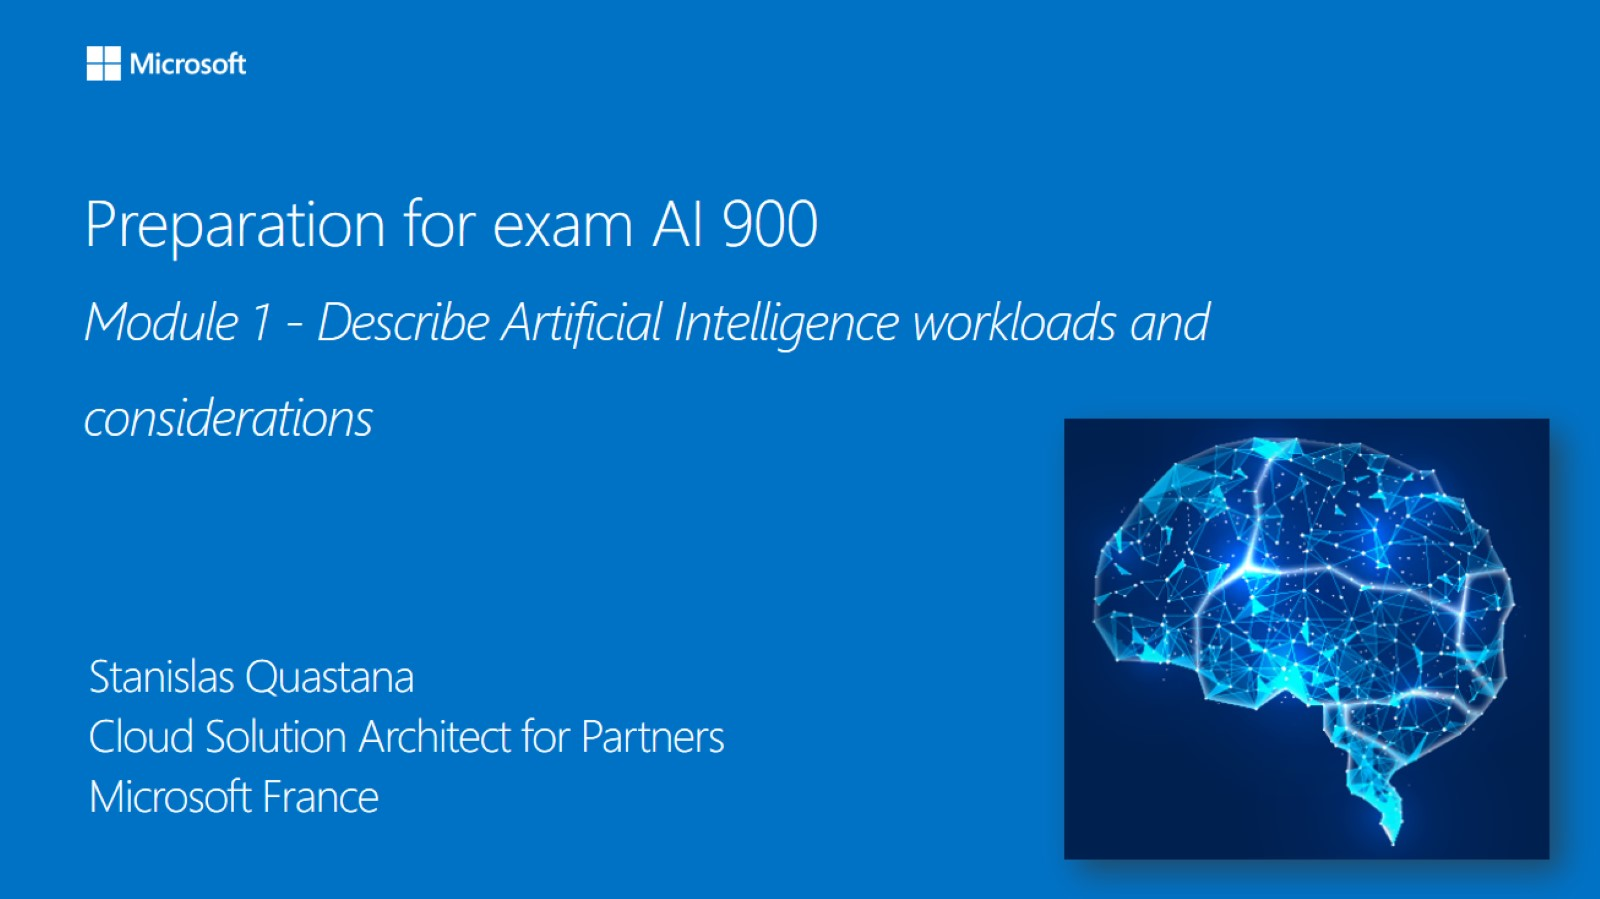 Microsoft
Preparation for exam AI 900
Module 1 - Describe Artificial Intelligence workloads and
considerations
Stanislas Quastana
Cloud Solution Architect for Partners
Microsoft France